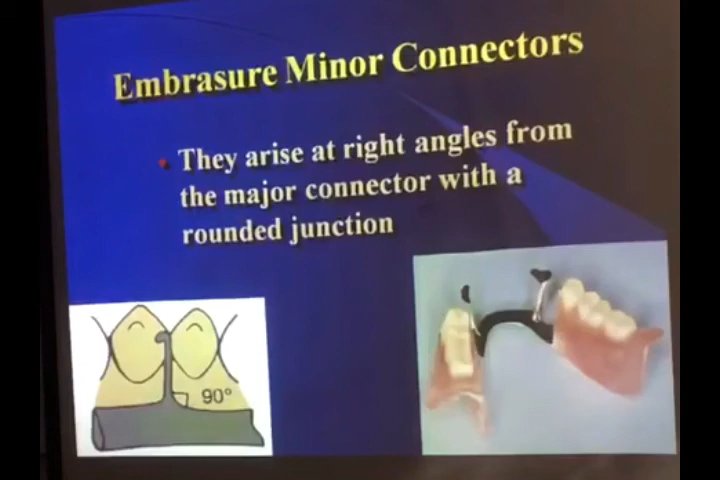 Embrasure Minor Connectors
• They arise at right angles from
the major connector with a
rounded junction
90°